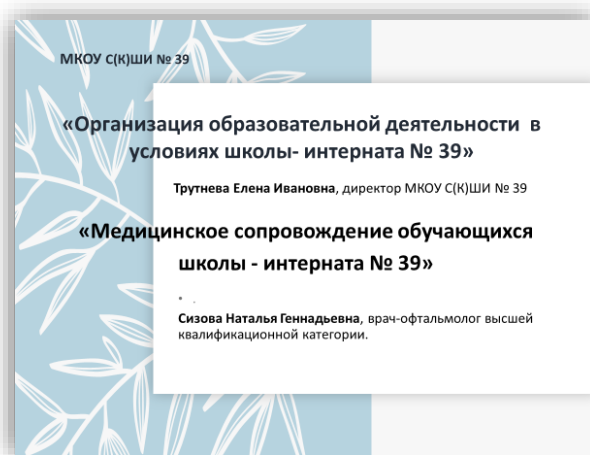 МКОУ С(К)ШИ № 39
«Организация образовательной деятельности в
условиях школы- интерната № 39»
Трутнева Елена Ивановна, директор МКОУ С(К)ШИ № 39
«Медицинское сопровождение обучающихся
школы - интерната № 39»
• .
Сизова Наталья Геннадьевна, врач-офтальмолог высшей
квалификационной категории.